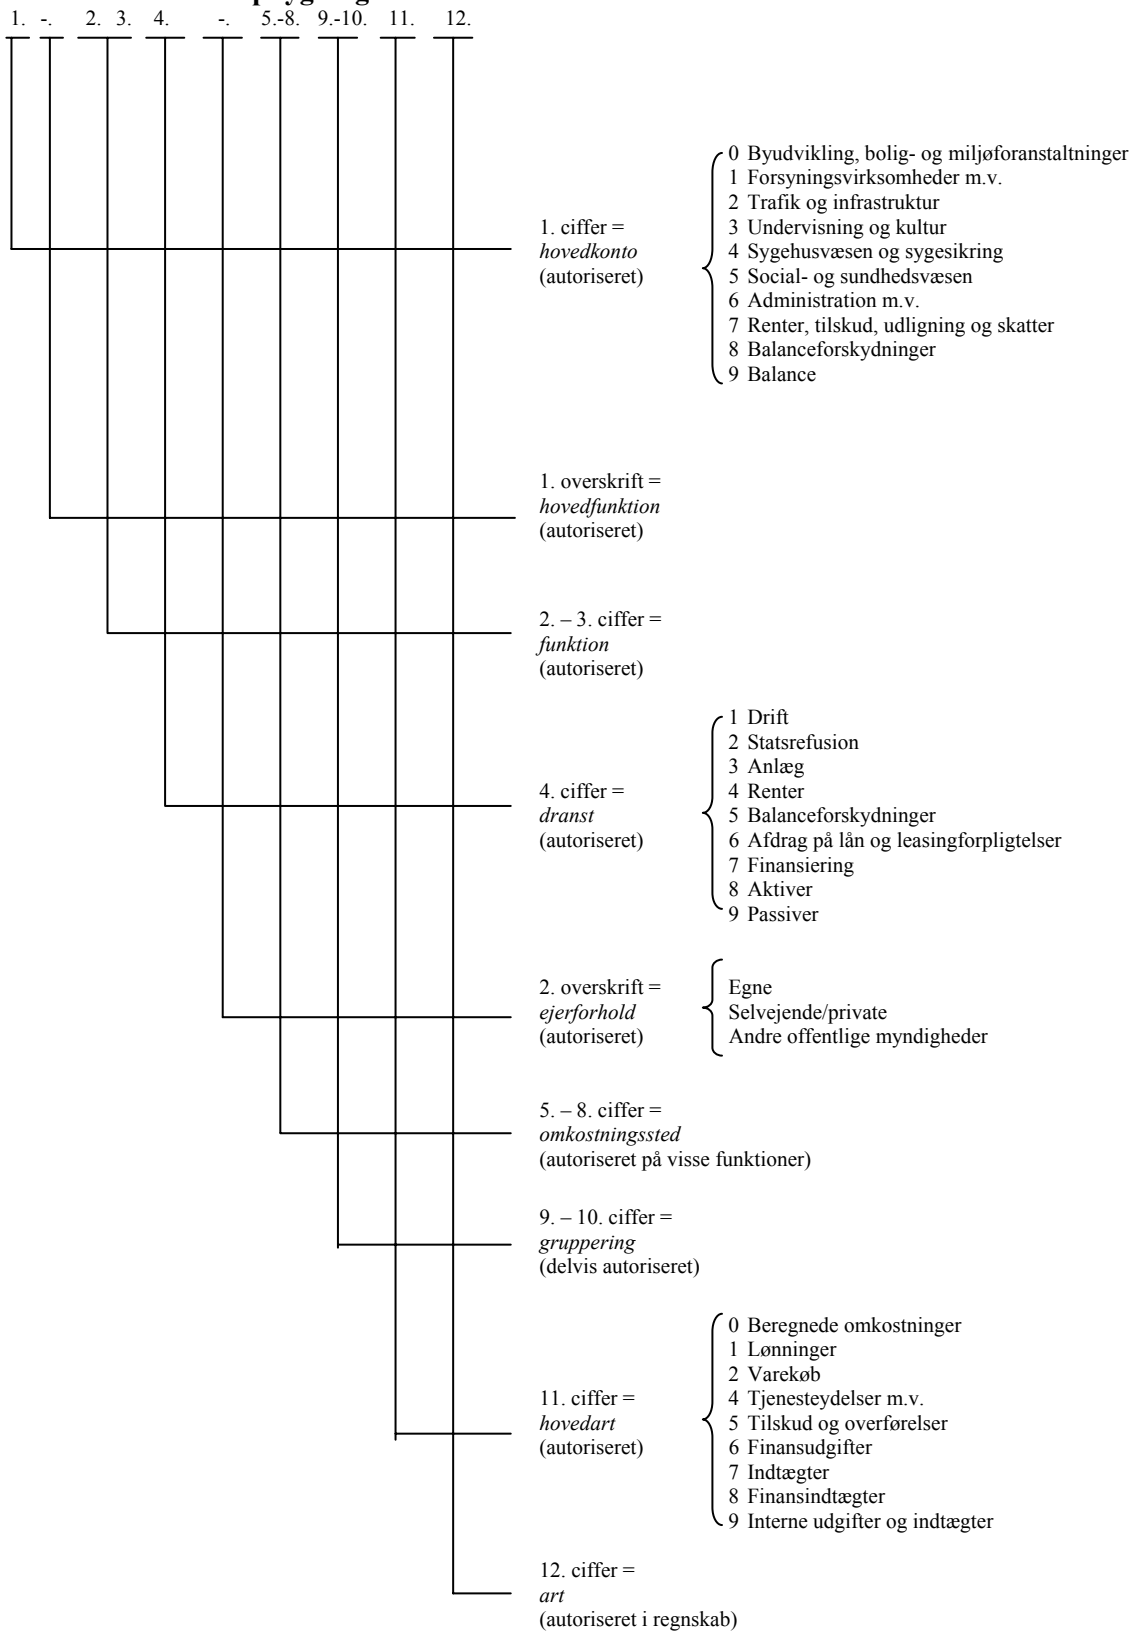 1. -. 2. 3. 4. -. 5.-8. 9.-10. 11. 12.
0 Byudvikling, bolig- og miljøforanstaltninger
1 Forsyningsvirksomheder m.v.
2 Trafik og infrastruktur
1. ciffer =
3 Undervisning og kultur
hovedkonto
4 Sygehusvæsen og sygesikring
(autoriseret)
5 Social- og sundhedsvæsen
6 Administration m.v.
7 Renter, tilskud, udligning og skatter
8 Balanceforskydninger
9 Balance
1. overskrift =
hovedfunktion
(autoriseret)
2. – 3. ciffer =
funktion
(autoriseret)
1 Drift
2 Statsrefusion
3 Anlæg
4. ciffer =
4 Renter
dranst
5 Balanceforskydninger
(autoriseret)
6 Afdrag på lån og leasingforpligtelser
7 Finansiering
8 Aktiver
9 Passiver
2. overskrift =
Egne
ejerforhold
Selvejende/private
(autoriseret)
Andre offentlige myndigheder
5. – 8. ciffer =
omkostningssted
(autoriseret på visse funktioner)
9. – 10. ciffer =
gruppering
(delvis autoriseret)
0 Beregnede omkostninger
1 Lønninger
2 Varekøb
11. ciffer =
4 Tjenesteydelser m.v.
hovedart
5 Tilskud og overførelser
(autoriseret)
6 Finansudgifter
7 Indtægter
8 Finansindtægter
9 Interne udgifter og indtægter
12. ciffer =
art
(autoriseret i regnskab)